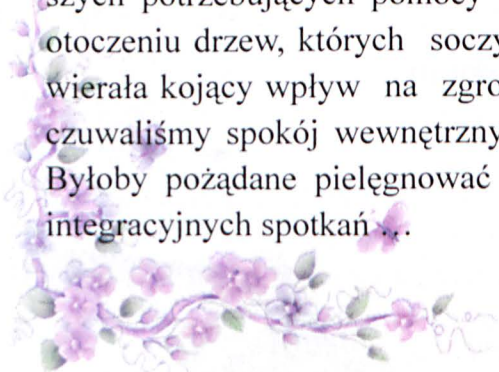 szych potrzebujących pomocy
otoczeniu drzew, których soczy
wierała kojący wpływ na zgro
czuwaliśmy spokój wewnętrzny
Byłoby pożądane pielęgnować
integracyjnych spotkań...